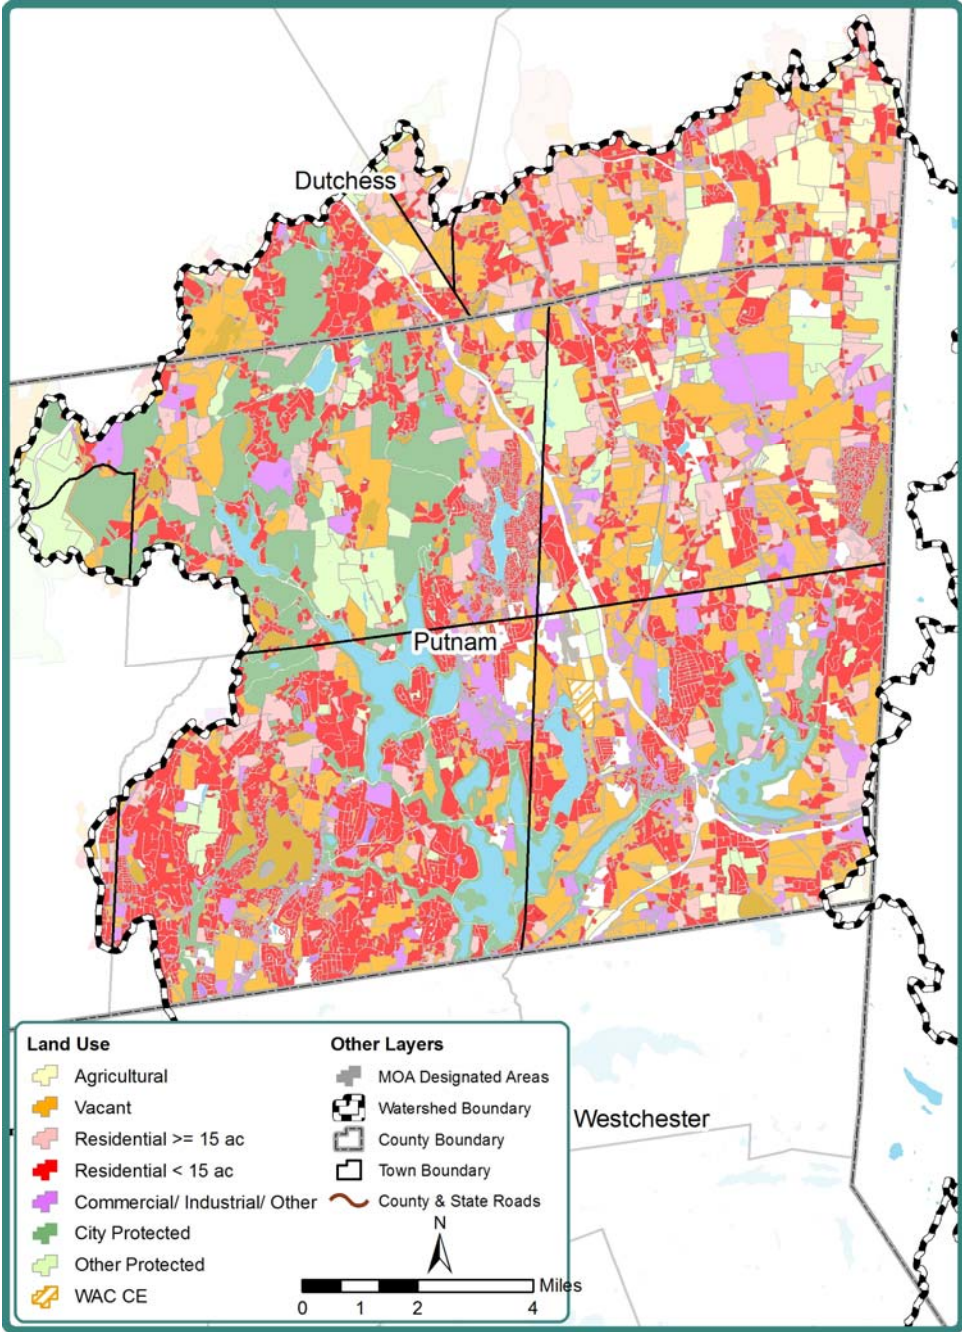 Dutchess
Putnam
Westchester
Land Use
Agricultural
Vacant
Residential >= 15 ac
Residential < 15 ac
Commercial/ Industrial/ Other
City Protected
Other Protected
WAC CE
Other Layers
MOA Designated Areas
Watershed Boundary
County Boundary
Town Boundary
County & State Roads
N
Miles
0 1 2 4